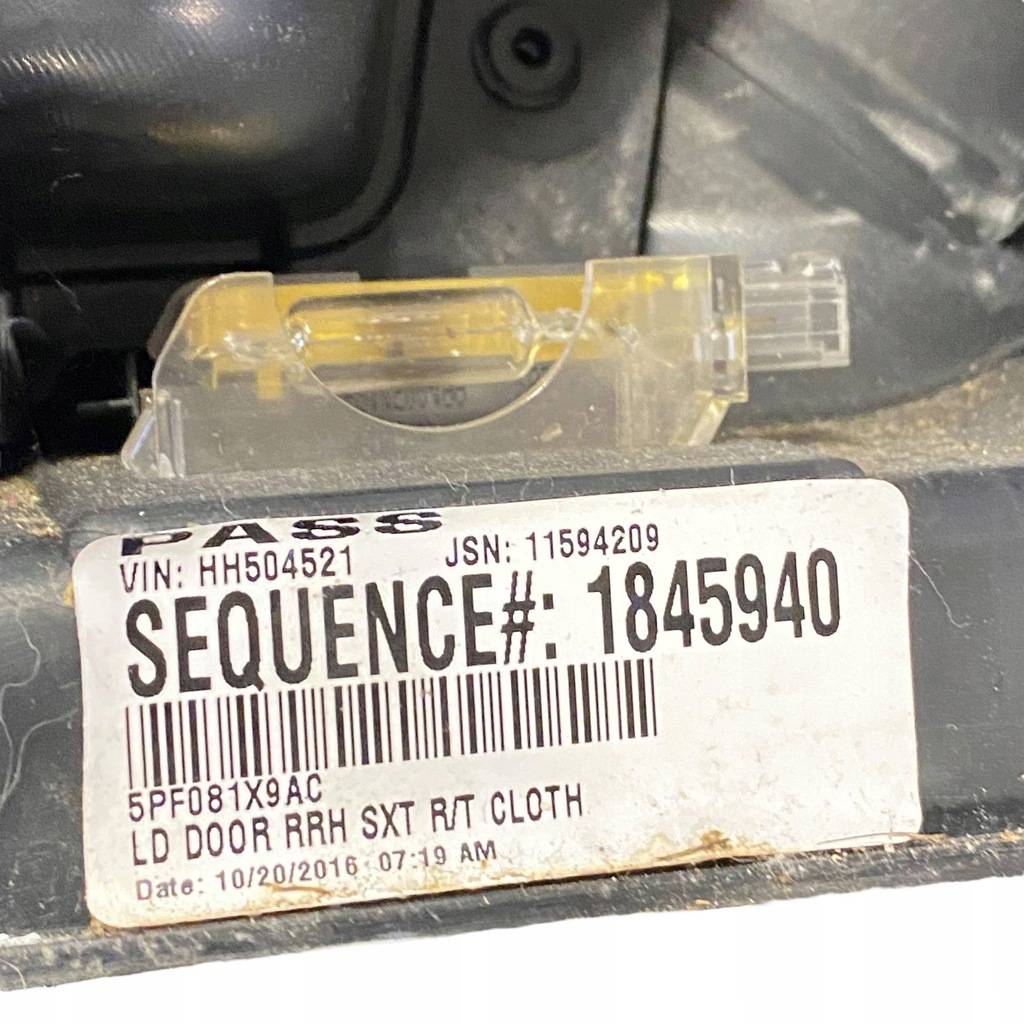 PASS
VIN: HH504521 JSN: 11594209
SEQUENCE#: 1845940
5PF081X9AC
LD DOOR RRH SXT R/T CLOTH
Date: 10/20/2016 07:19 AM